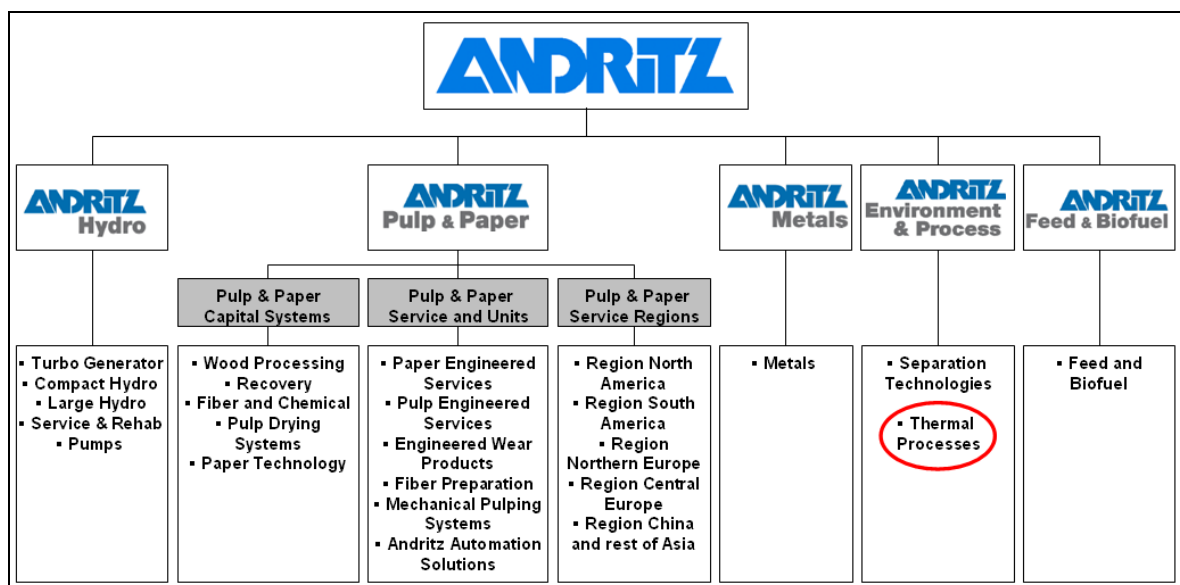 ANDRITZ
ANDRITZ
Hydro
ANDRITZ
Pulp & Paper
ANDRITZ
Metals
ANDRITZ
Environment
& Process
ANDRITZ
Feed & Biofuel
Pulp & Paper
Capital Systems
Pulp & Paper
Service and Units
Pulp & Paper
Service Regions
▪ Turbo Generator
▪ Compact Hydro
▪ Large Hydro
▪ Service & Rehab
▪ Pumps
▪ Wood Processing
▪ Recovery
▪ Fiber and Chemical
▪ Pulp Drying
Systems
▪ Paper Technology
▪ Paper Engineered
Services
▪ Pulp Engineered
Services
▪ Engineered Wear
Products
▪ Fiber Preparation
▪ Mechanical Pulping
Systems
▪ Andritz Automation
Solutions
▪ Region North
America
▪ Region South
America
▪ Region
Northern Europe
▪ Region Central
Europe
▪ Region China
and rest of Asia
▪ Metals
▪ Separation
Technologies
▪ Thermal
Processes
▪ Feed and
Biofuel